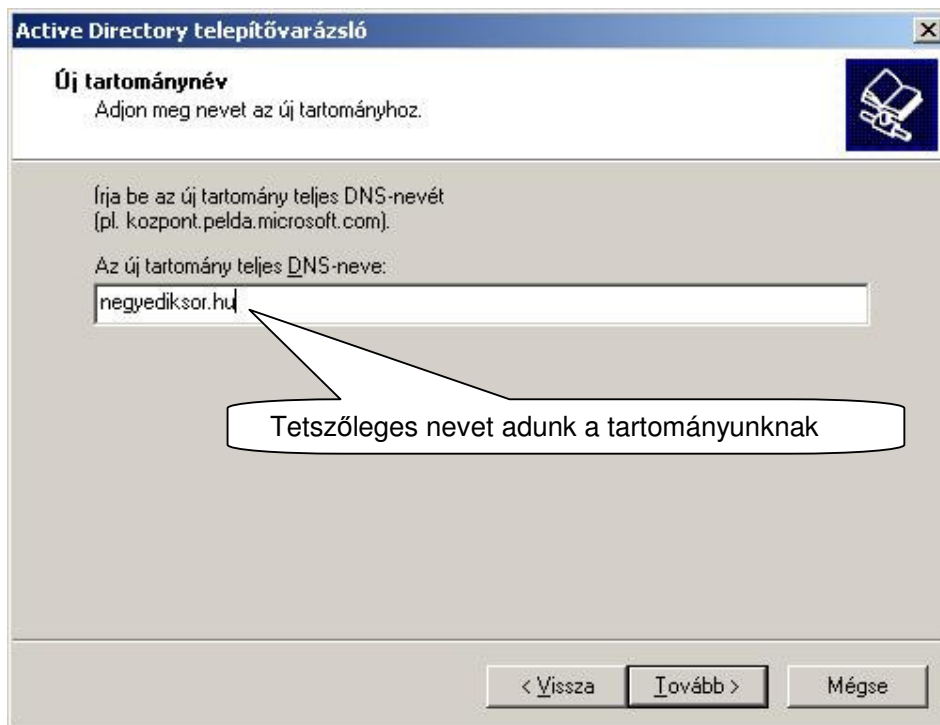 Active Directory telepítővarázsló
Új tartománynév
Adjon meg nevet az új tartományhoz.
Írja be az új tartomány teljes DNS-nevét
(pl. kozpont.pelda.microsoft.com).
Az új tartomány teljes DNS-neve:
negyediksor.hu
Tetszőleges nevet adunk a tartományunknak
< Vissza
Tovább >
Mégse